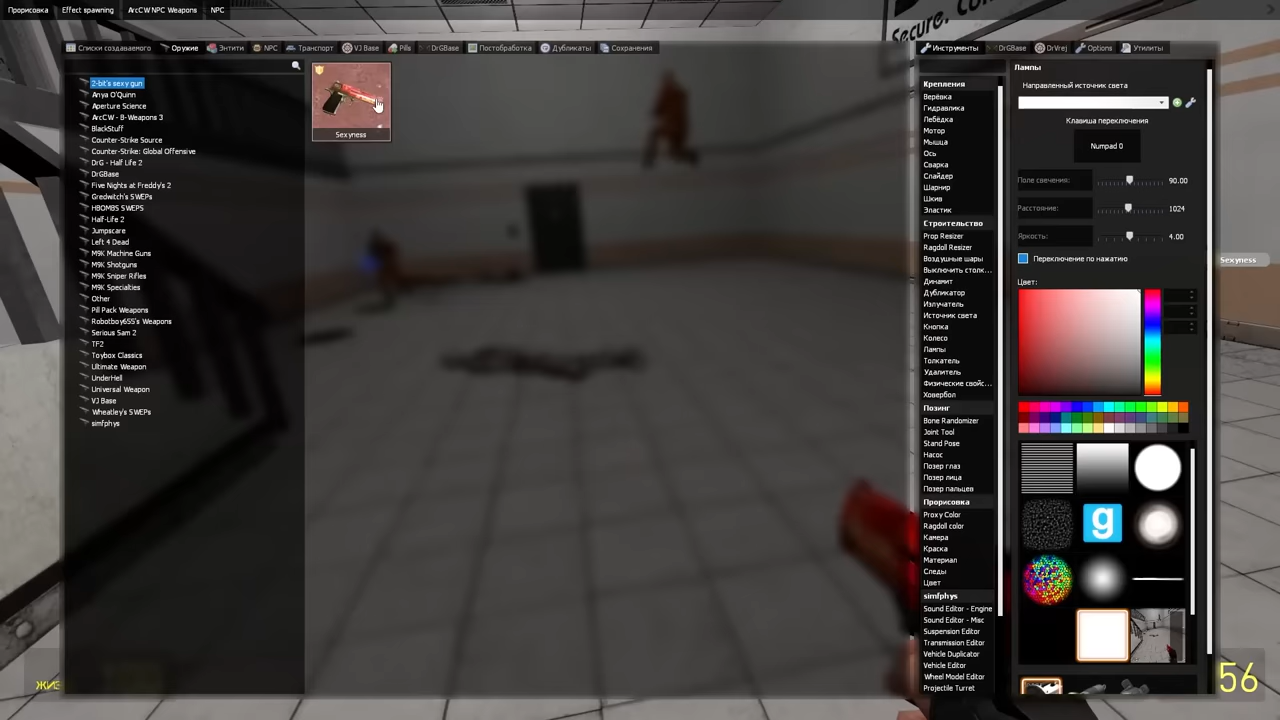 Прорисовка Effect spawning ArcCW NPC Weapons NPC
Secure. Con
Списки создаваемого Оружие Энтити NPC Транспорт VJ Base Pills DrGBase Постобработка Дубликаты Сохранения
2-bit's sexy gun
Anya O'Quinn
Aperture Science
ArcCW - B-Weapons 3
BlackStuff
Counter-Strike Source
Counter-Strike: Global Offensive
DrG - Half Life 2
DrGBase
Five Nights at Freddy's 2
Gredwitch's SWEPs
HBOMBS SWEPS
Half-Life 2
Jumpscare
Left 4 Dead
M9K Machine Guns
M9K Shotguns
M9K Sniper Rifles
M9K Specialties
Other
Pill Pack Weapons
Robotboy655's Weapons
Serious Sam 2
TF2
Toybox Classics
Ultimate Weapon
UnderHell
Universal Weapon
VJ Base
Wheatley's SWEPs
simfphys
Sexyness
Инструменты DrGBase DrVrej Options Утилиты
Крепления
Верёвка
Гидравлика
Лебёдка
Мотор
Мышца
Ось
Сварка
Слайдер
Шарнир
Шкив
Эластик
Строительство
Prop Resizer
Ragdoll Resizer
Воздушные шары
Выключить столк...
Динамит
Дубликатор
Излучатель
Источник света
Кнопка
Колесо
Лампы
Толкатель
Удалитель
Физические свойс...
Ховербол
Позинг
Bone Randomizer
Joint Tool
Stand Pose
Насос
Позер глаз
Позер лица
Позер пальцев
Прорисовка
Proxy Color
Ragdoll color
Камера
Краска
Материал
Следы
Цвет
simfphys
Sound Editor - Engine
Sound Editor - Misc
Suspension Editor
Transmission Editor
Vehicle Duplicator
Vehicle Editor
Wheel Model Editor
Projectile Turret
Лампы
Направленный источник света
Клавиша переключения
Numpad 0
Поле свечения: 90.00
Расстояние: 1024
Яркость: 4.00
Переключение по нажатию
Цвет:
g
Sexyness
ЖИЗ
56